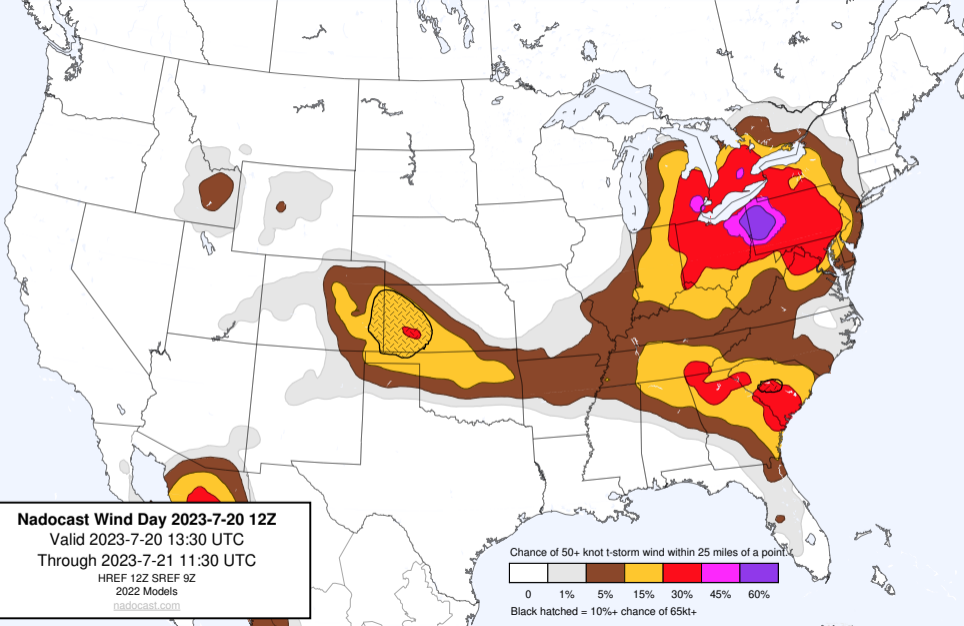 Nadocast Wind Day 2023-7-20 12Z
Valid 2023-7-20 13:30 UTC
Through 2023-7-21 11:30 UTC
HREF 12Z SREF 9Z
2022 Models
nadocast.com
Chance of 50+ knot t-storm wind within 25 miles of a point.
0 1% 5% 15% 30% 45% 60%
Black hatched = 10%+ chance of 65kt+